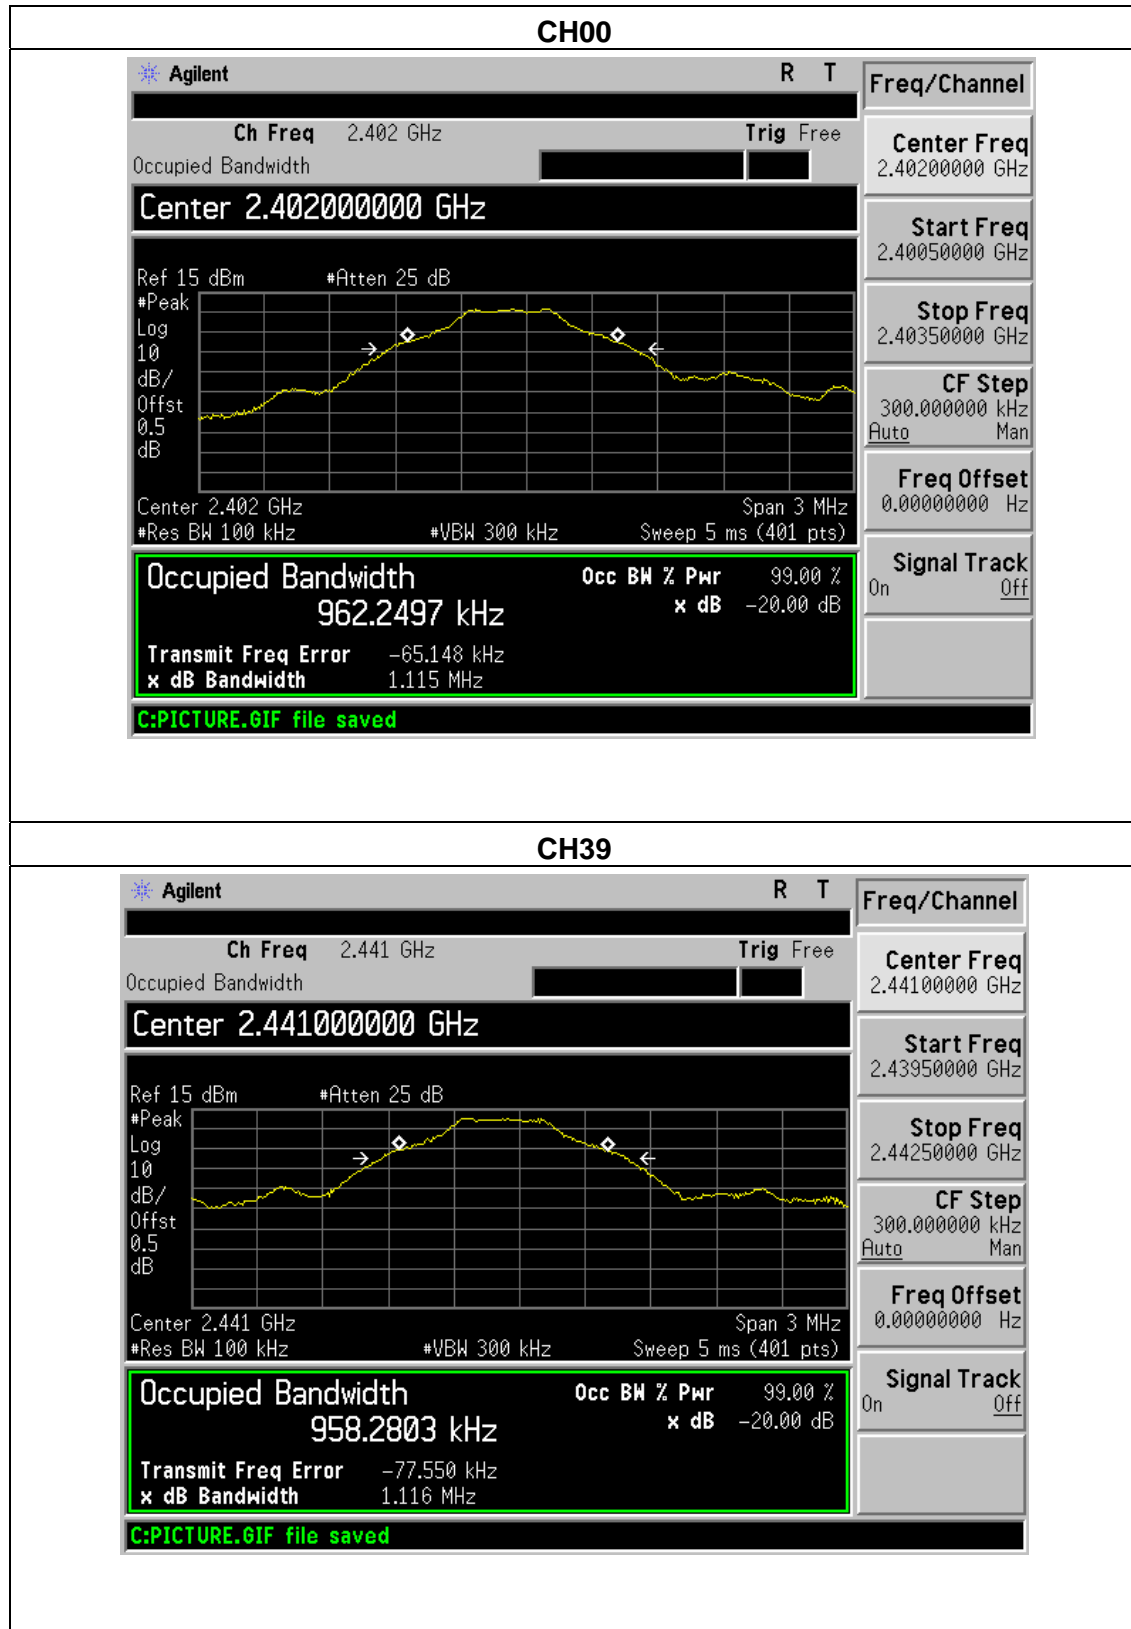 CH00
Agilent R T
Freq/Channel
Ch Freq 2.402 GHz Trig Free
Occupied Bandwidth
Center 2.402000000 GHz
Ref 15 dBm #Atten 25 dB
#Peak
Log
10
dB/
Offst
0.5
dB
Center 2.402 GHz Span 3 MHz
#Res BW 100 kHz #VBW 300 kHz Sweep 5 ms (401 pts)
Occupied Bandwidth Occ BW % Pwr 99.00 %
962.2497 kHz x dB -20.00 dB
Transmit Freq Error -65.148 kHz
x dB Bandwidth 1.115 MHz
C:PICTURE.GIF file saved
Center Freq
2.40200000 GHz
Start Freq
2.40050000 GHz
Stop Freq
2.40350000 GHz
CF Step
300.000000 kHz
Auto Man
Freq Offset
0.00000000 Hz
Signal Track
On Off
CH39
Agilent R T
Freq/Channel
Ch Freq 2.441 GHz Trig Free
Occupied Bandwidth
Center 2.441000000 GHz
Ref 15 dBm #Atten 25 dB
#Peak
Log
10
dB/
Offst
0.5
dB
Center 2.441 GHz Span 3 MHz
#Res BW 100 kHz #VBW 300 kHz Sweep 5 ms (401 pts)
Occupied Bandwidth Occ BW % Pwr 99.00 %
958.2803 kHz x dB -20.00 dB
Transmit Freq Error -77.550 kHz
x dB Bandwidth 1.116 MHz
C:PICTURE.GIF file saved
Center Freq
2.44100000 GHz
Start Freq
2.43950000 GHz
Stop Freq
2.44250000 GHz
CF Step
300.000000 kHz
Auto Man
Freq Offset
0.00000000 Hz
Signal Track
On Off